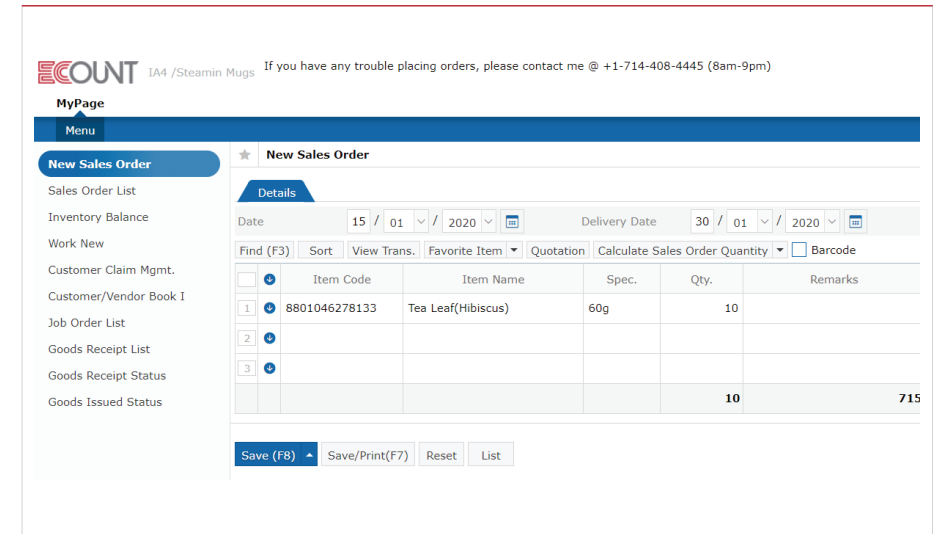 ECOUNT IA4 /Steamin Mugs If you have any trouble placing orders, please contact me @ +1-714-408-4445 (8am-9pm)
MyPage
Menu
New Sales Order
Sales Order List
Inventory Balance
Work New
Customer Claim Mgmt.
Customer/Vendor Book I
Job Order List
Goods Receipt List
Goods Receipt Status
Goods Issued Status
New Sales Order
Details
Date 15 / 01 / 2020 Delivery Date 30 / 01 / 2020
Find (F3) Sort View Trans. Favorite Item Quotation Calculate Sales Order Quantity Barcode
Item Code Item Name Spec. Qty. Remarks
1 8801046278133 Tea Leaf(Hibiscus) 60g 10
2
3
10 715
Save (F8) Save/Print(F7) Reset List